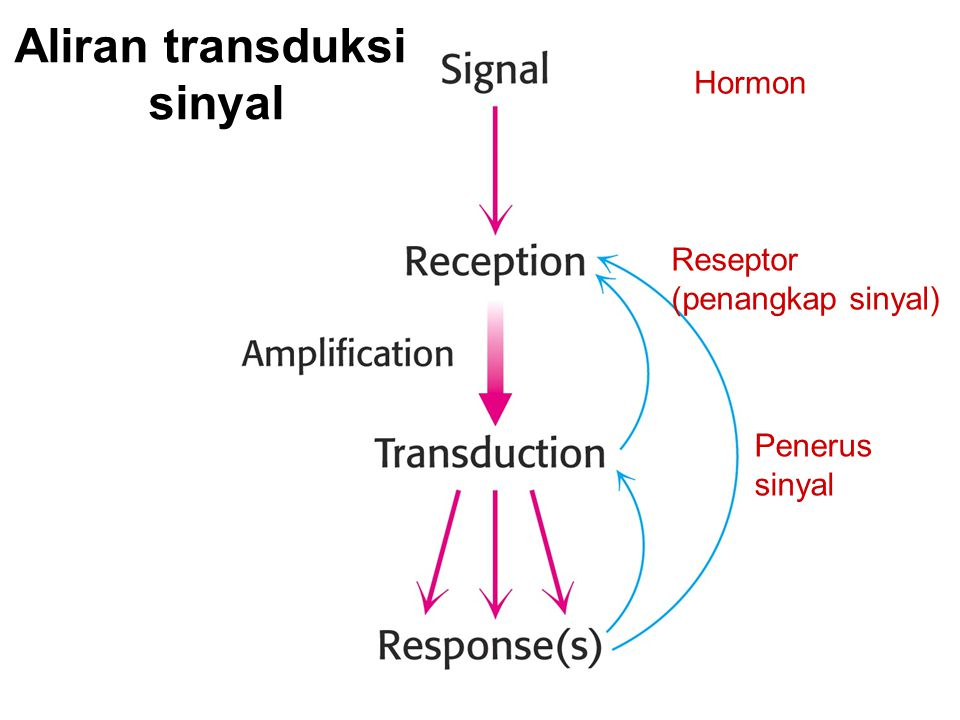 Aliran transduksi
sinyal
Signal
Hormon
Reception
Reseptor
(penangkap sinyal)
Amplification
Transduction
Penerus
sinyal
Response(s)